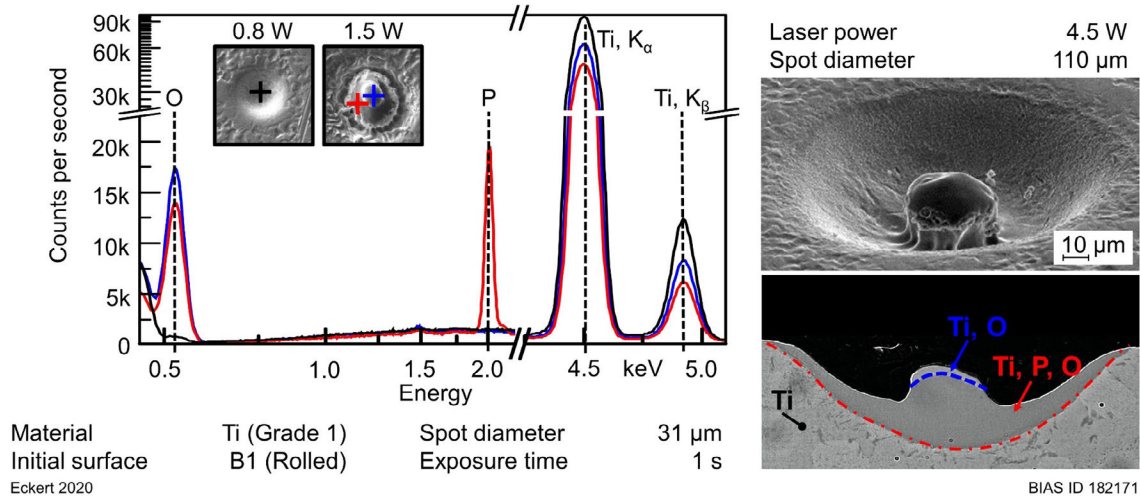 90k
60k
30k
20k
15k
10k
5k
0
Counts per second
0.8 W
1.5 W
O
P
Ti, Kα
Ti, Kβ
0.5
1.0
1.5
2.0
4.5
keV
5.0
Energy
Material Ti (Grade 1) Spot diameter 31 µm
Initial surface B1 (Rolled) Exposure time 1 s
Eckert 2020
Laser power 4.5 W
Spot diameter 110 µm
10 µm
Ti, O
Ti, P, O
Ti
BIAS ID 182171